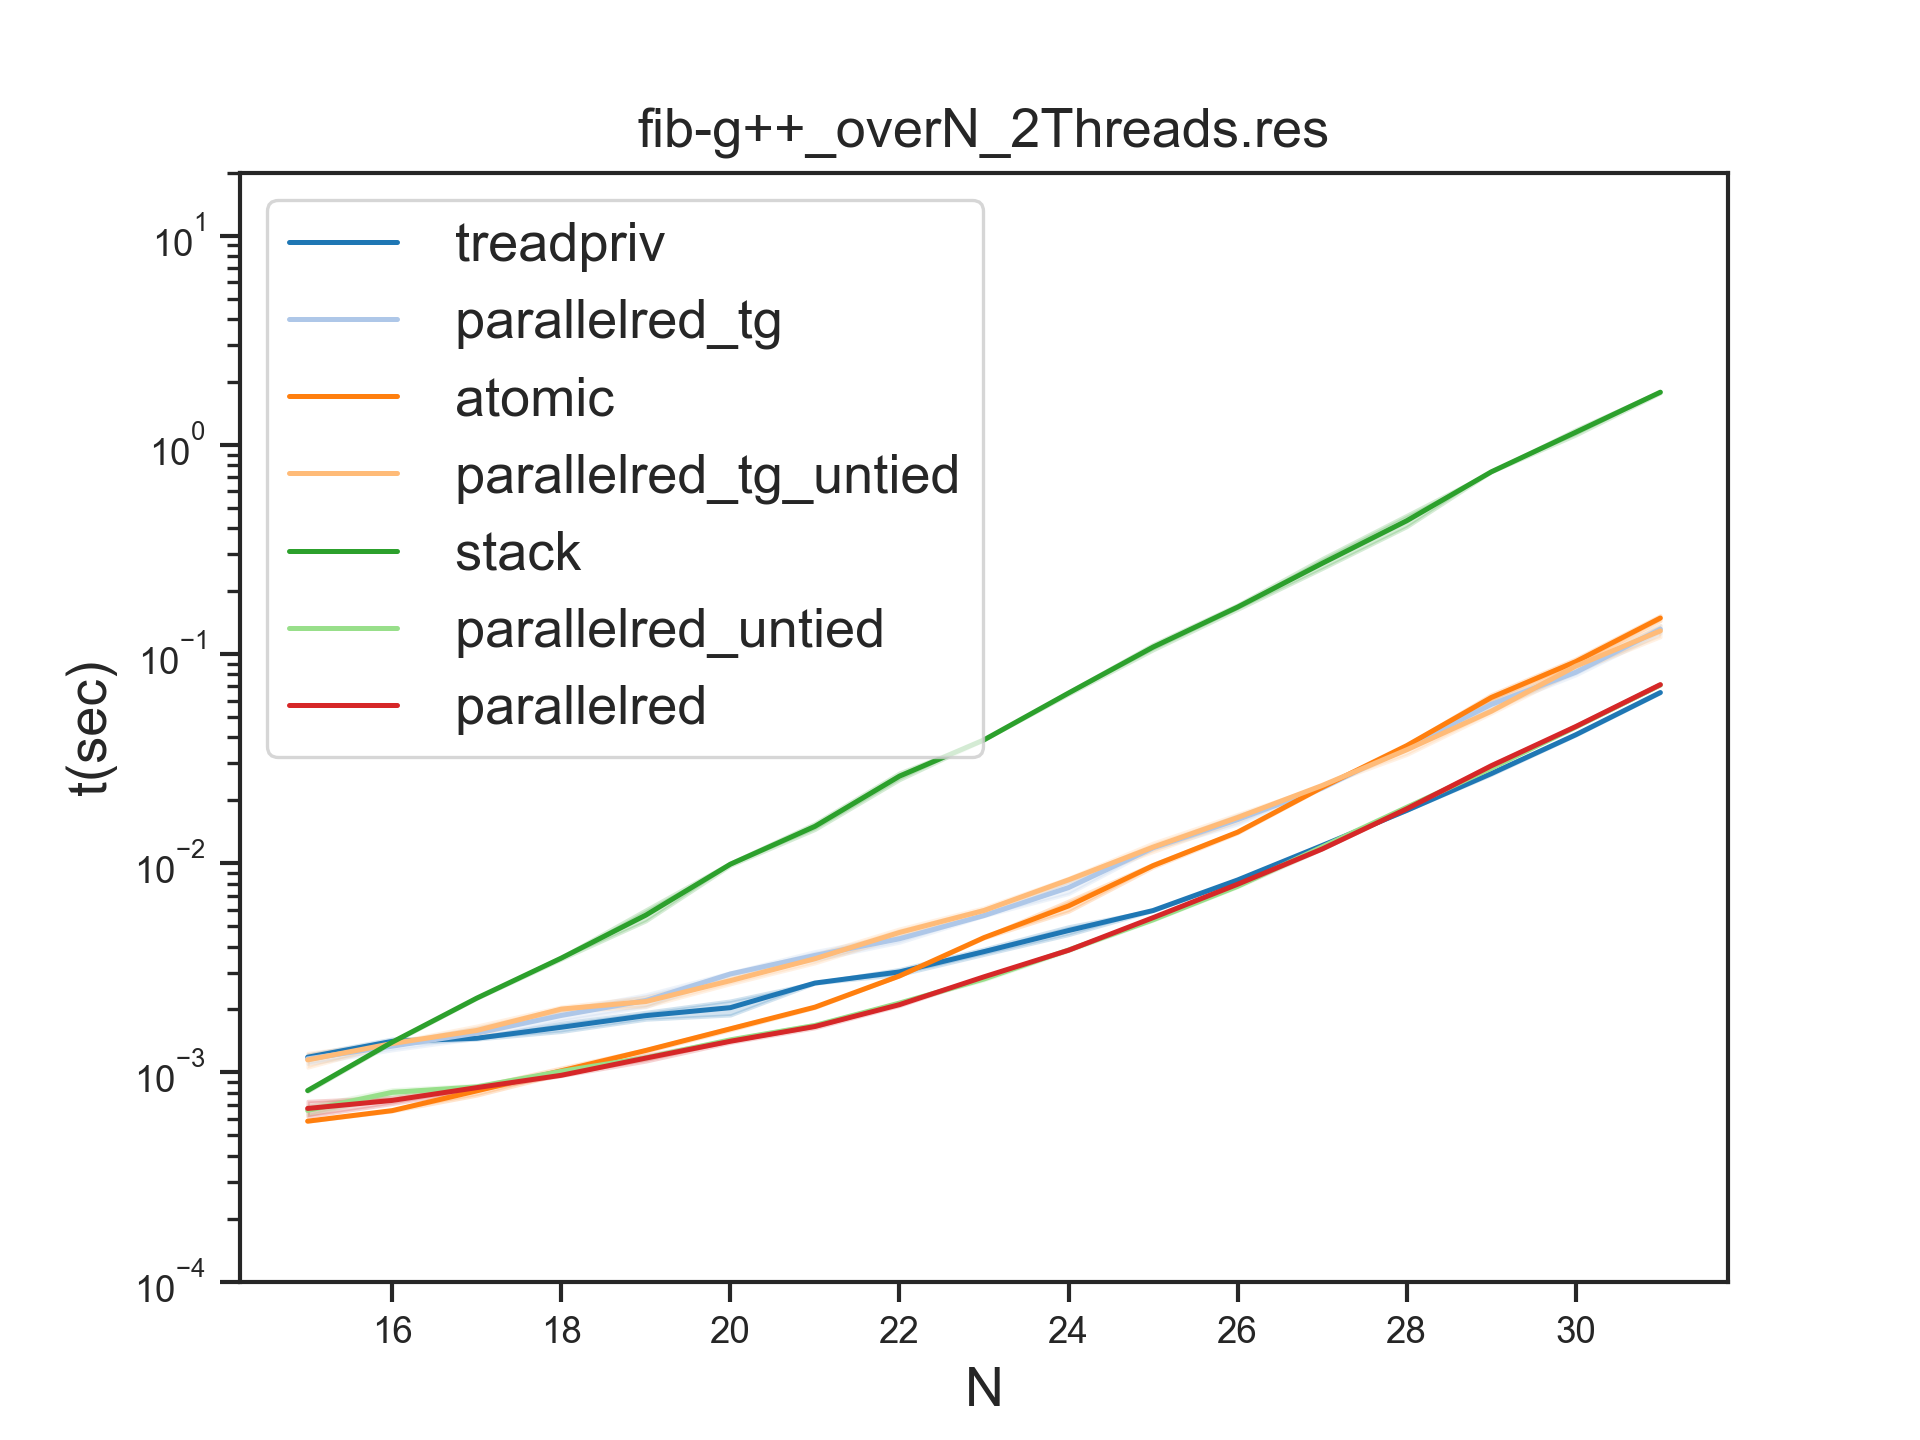 fib-g++_overN_2Threads.res
treadpriv
parallelred_tg
atomic
parallelred_tg_untied
stack
parallelred_untied
parallelred
t(sec)
10^1
10^0
10^−1
10^−2
10^−3
10^−4
16 18 20 22 24 26 28 30
N